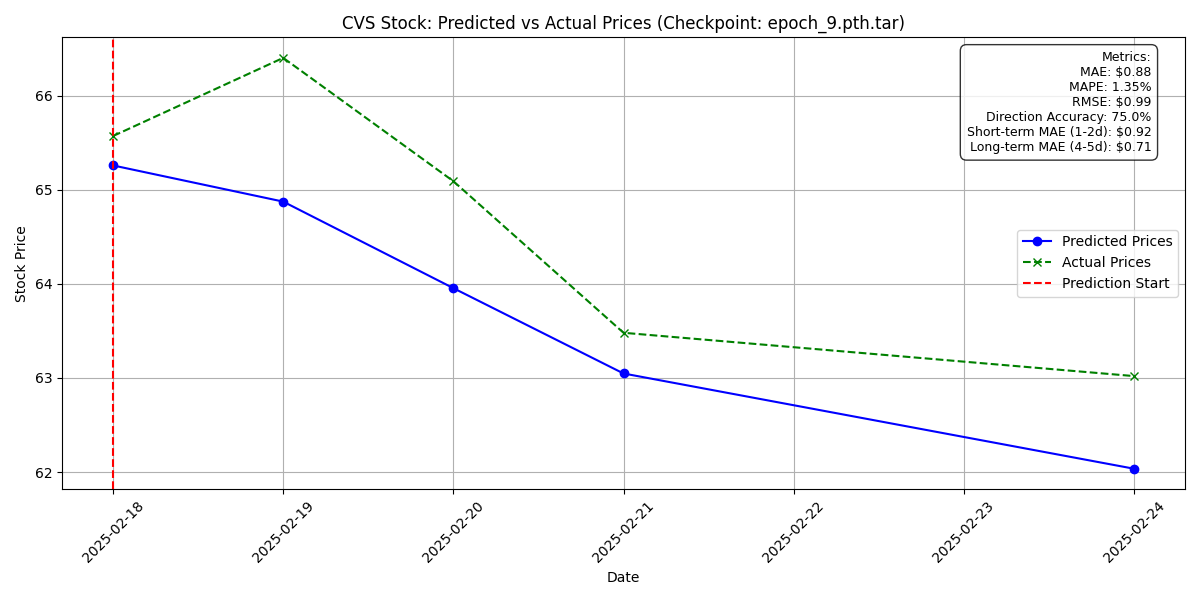 CVS Stock: Predicted vs Actual Prices (Checkpoint: epoch_9.pth.tar)
Metrics:
MAE: $0.88
MAPE: 1.35%
RMSE: $0.99
Direction Accuracy: 75.0%
Short-term MAE (1-2d): $0.92
Long-term MAE (4-5d): $0.71
Predicted Prices
Actual Prices
Prediction Start
Stock Price
66
65
64
63
62
2025-02-18
2025-02-19
2025-02-20
2025-02-21
2025-02-22
2025-02-23
2025-02-24
Date